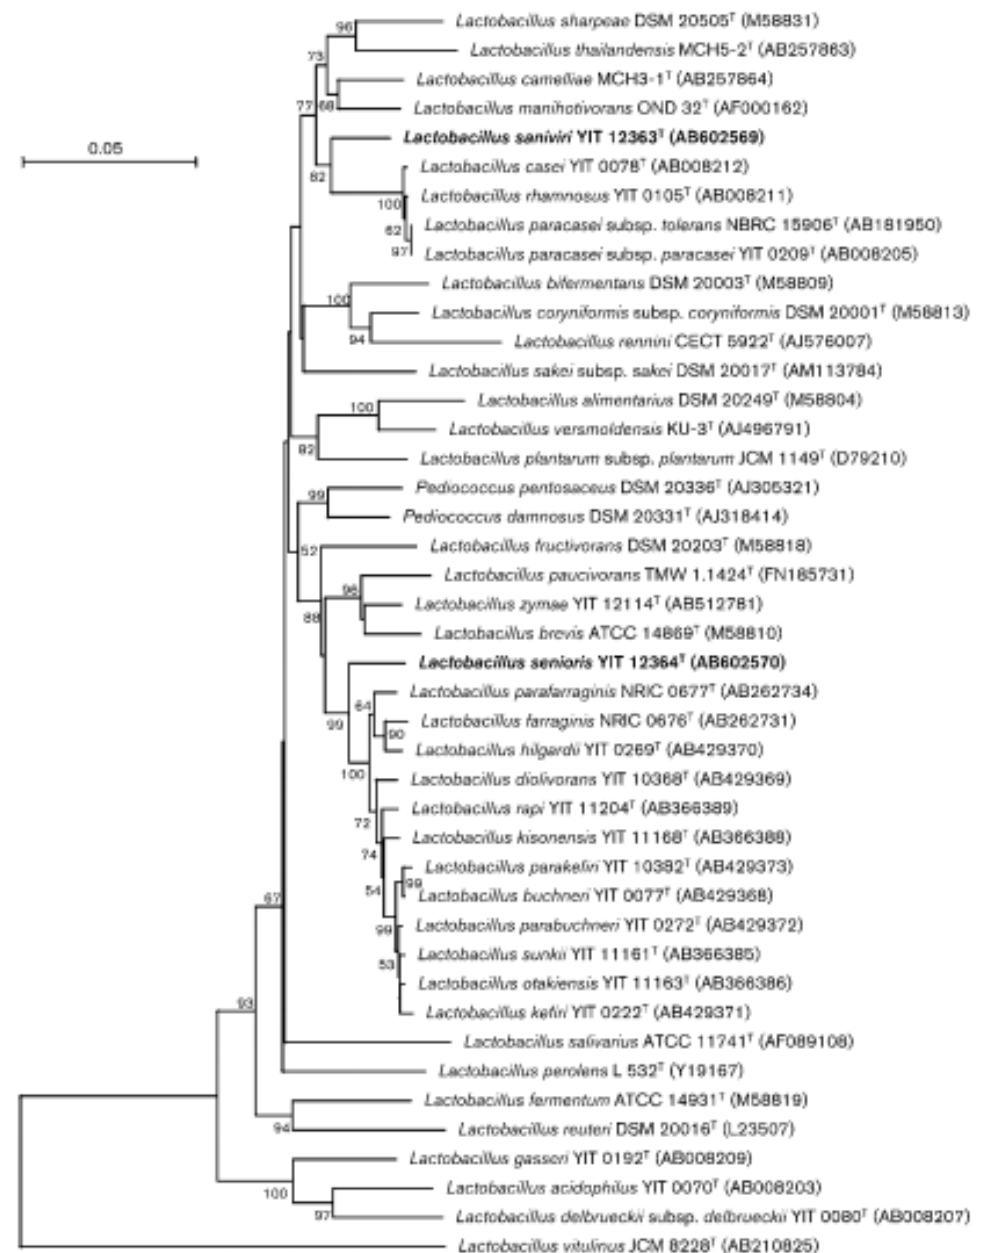 96
Lactobacillus sharpeae DSM 20505ᵀ (M58831)
Lactobacillus thailandensis MCH5-2ᵀ (AB257863)
73
Lactobacillus camelliae MCH3-1ᵀ (AB257864)
77 68
Lactobacillus manihotivorans OND 32ᵀ (AF000162)
Lactobacillus saniviri YIT 12363ᵀ (AB602569)
0.05
Lactobacillus casei YIT 0078ᵀ (AB008212)
82
Lactobacillus rhamnosus YIT 0105ᵀ (AB008211)
100
Lactobacillus paracasei subsp. tolerans NBRC 15906ᵀ (AB181950)
62
Lactobacillus paracasei subsp. paracasei YIT 0209ᵀ (AB008205)
97
Lactobacillus bifermentans DSM 20003ᵀ (M58809)
100
Lactobacillus coryniformis subsp. coryniformis DSM 20001ᵀ (M58813)
94
Lactobacillus rennini CECT 5922ᵀ (AJ576007)
Lactobacillus sakei subsp. sakei DSM 20017ᵀ (AM113784)
Lactobacillus alimentarius DSM 20249ᵀ (M58804)
100
Lactobacillus versmoldensis KU-3ᵀ (AJ496791)
82
Lactobacillus plantarum subsp. plantarum JCM 1149ᵀ (D79210)
Pediococcus pentosaceus DSM 20336ᵀ (AJ305321)
99
Pediococcus damnosus DSM 20331ᵀ (AJ318414)
52
Lactobacillus fructivorans DSM 20203ᵀ (M58818)
Lactobacillus paucivorans TMW 1.1424ᵀ (FN185731)
96
Lactobacillus zymae YIT 12114ᵀ (AB512781)
88
Lactobacillus brevis ATCC 14869ᵀ (M58810)
Lactobacillus senioris YIT 12364ᵀ (AB602570)
Lactobacillus parafarraginis NRIC 0677ᵀ (AB262734)
64
Lactobacillus farraginis NRIC 0676ᵀ (AB262731)
99
90
Lactobacillus hilgardii YIT 0269ᵀ (AB429370)
100
Lactobacillus diolivorans YIT 10368ᵀ (AB429369)
Lactobacillus rapi YIT 11204ᵀ (AB366389)
72
Lactobacillus kisonensis YIT 11168ᵀ (AB366388)
74
Lactobacillus parakefiri YIT 10382ᵀ (AB429373)
99
54
Lactobacillus buchneri YIT 0077ᵀ (AB429368)
67
Lactobacillus parabuchneri YIT 0272ᵀ (AB429372)
99
Lactobacillus sunkii YIT 11161ᵀ (AB366385)
53
Lactobacillus otakiensis YIT 11163ᵀ (AB366386)
93
Lactobacillus kefiri YIT 0222ᵀ (AB429371)
Lactobacillus salivarius ATCC 11741ᵀ (AF089108)
Lactobacillus perolens L 532ᵀ (Y19167)
Lactobacillus fermentum ATCC 14931ᵀ (M58819)
94
Lactobacillus reuteri DSM 20016ᵀ (L23507)
Lactobacillus gasseri YIT 0192ᵀ (AB008209)
100
Lactobacillus acidophilus YIT 0070ᵀ (AB008203)
97
Lactobacillus delbrueckii subsp. delbrueckii YIT 0080ᵀ (AB008207)
Lactobacillus vitulinus JCM 8228ᵀ (AB210825)